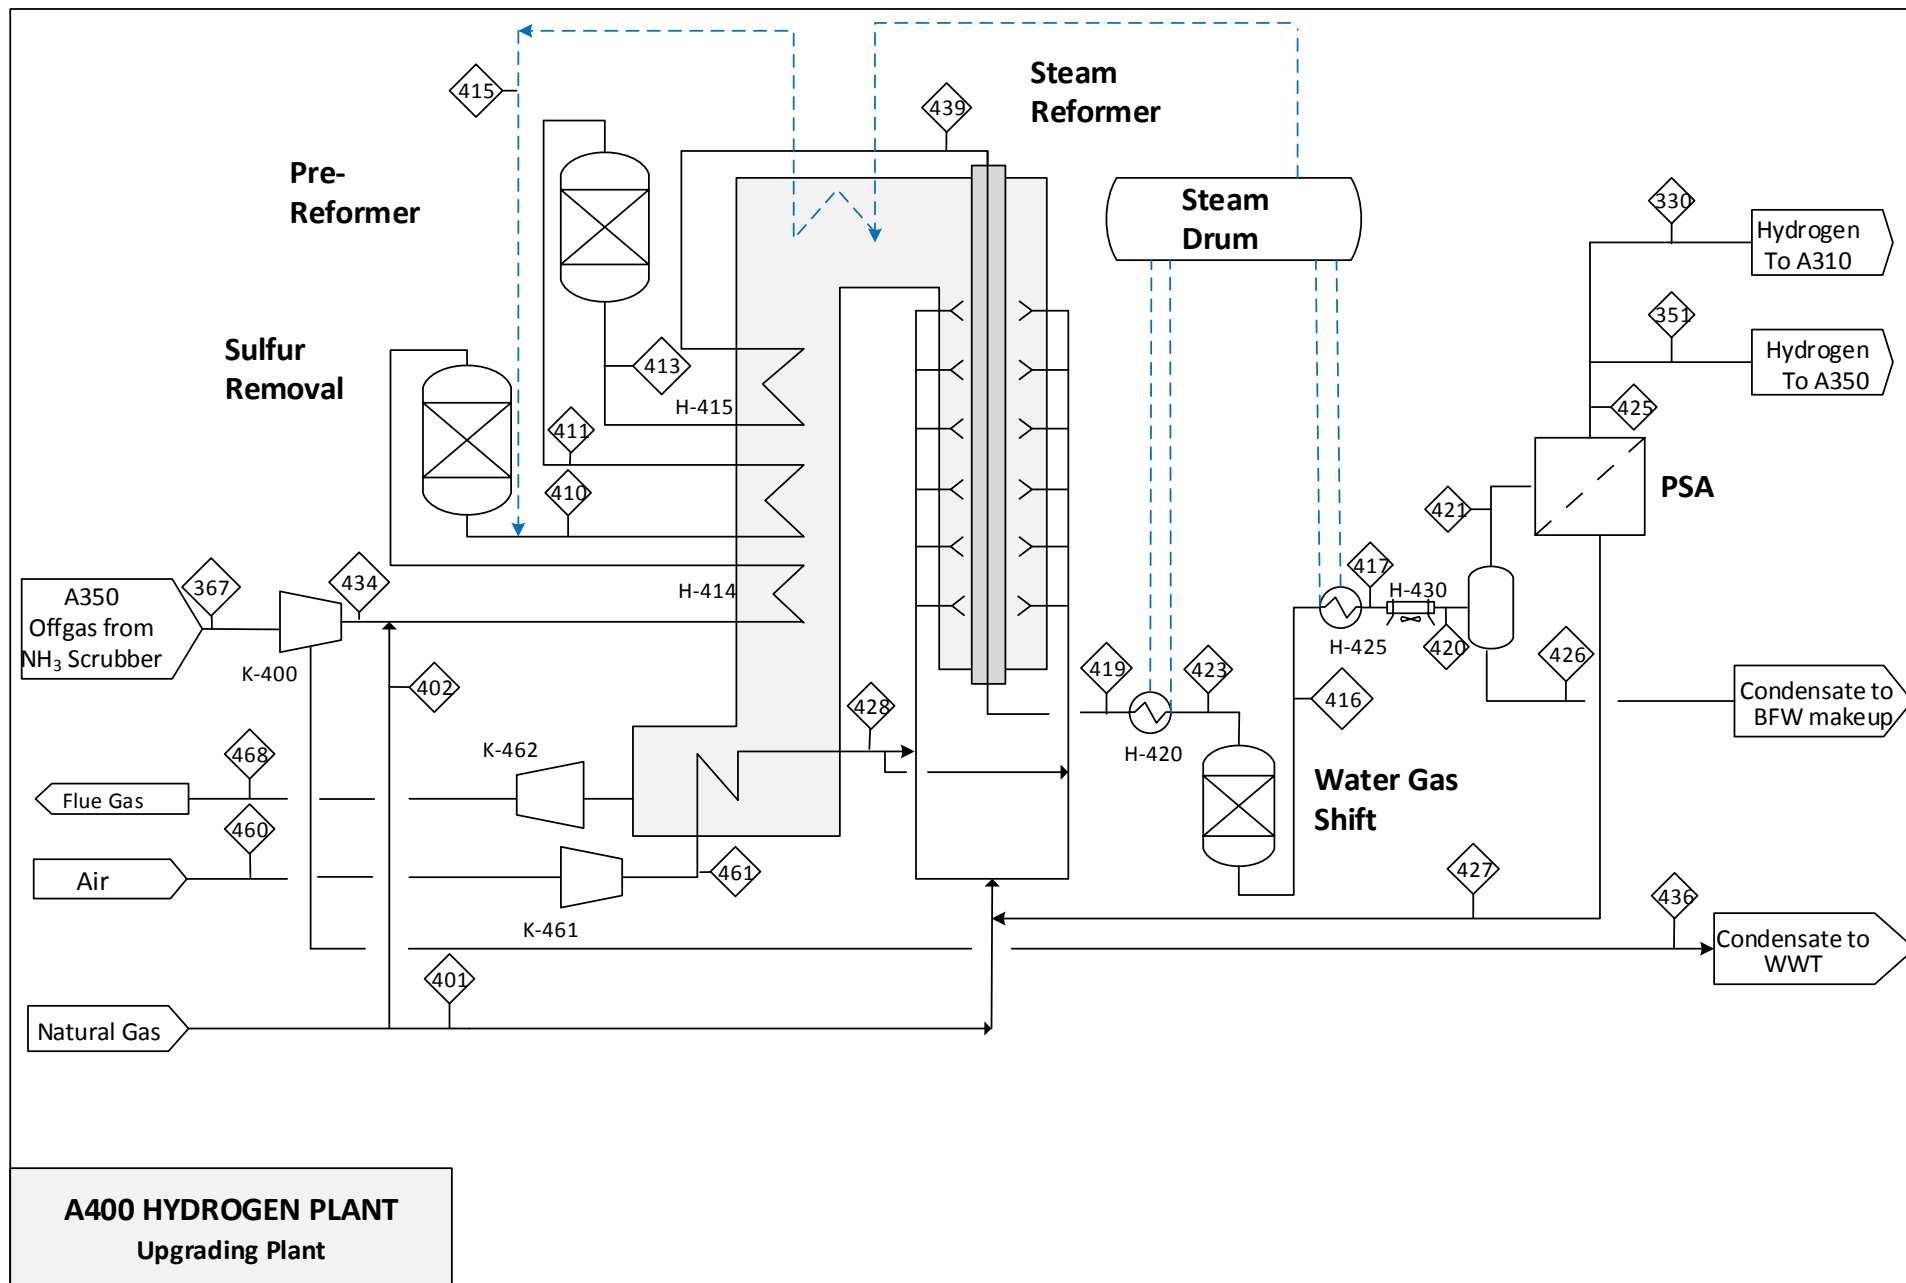 Steam
Reformer
415
439
Pre-
Reformer
Steam
Drum
330
Hydrogen
To A310
351
Hydrogen
To A350
Sulfur
Removal
413
H-415
425
411
410
PSA
421
367
434
417
A350
Offgas from
NH₃ Scrubber
H-414
H-430
K-400
H-425
420
402
419
423
416
426
428
Condensate to
BFW makeup
K-462
H-420
468
Flue Gas
Water Gas
Shift
460
Air
461
427
436
K-461
Condensate to
WWT
401
Natural Gas
A400 HYDROGEN PLANT
Upgrading Plant